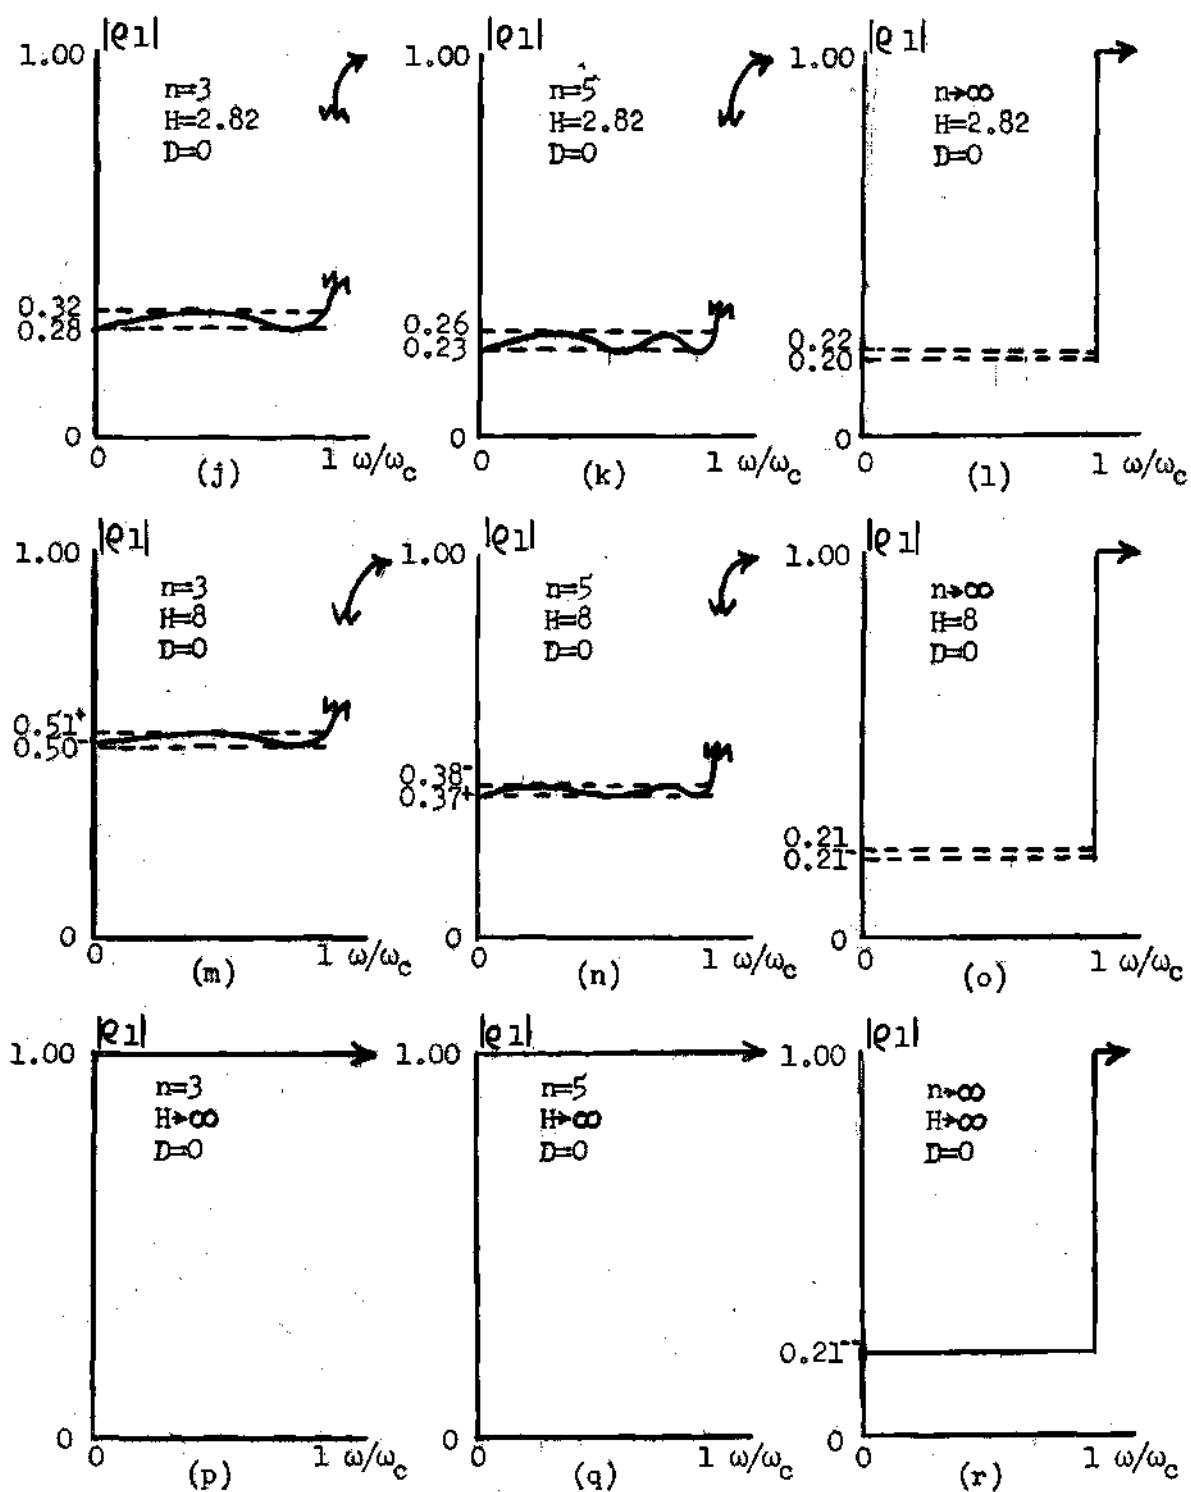 |ρ1|
1.00
n=3
H=2.82
D=0
0.32
0.28
0
0
1 ω/ωc
(j)
|ρ1|
1.00
n=5
H=2.82
D=0
0.26
0.23
0
0
1 ω/ωc
(k)
|ρ1|
1.00
n→∞
H=2.82
D=0
0.22
0.20
0
0
1 ω/ωc
(l)
|ρ1|
1.00
n=3
H=8
D=0
0.51+
0.50-
0
0
1 ω/ωc
(m)
|ρ1|
1.00
n=5
H=8
D=0
0.38-
0.37+
0
0
1 ω/ωc
(n)
|ρ1|
1.00
n→∞
H=8
D=0
0.21
0.21-
0
0
1 ω/ωc
(o)
|ρ1|
1.00
n=3
H→∞
D=0
0
0
1 ω/ωc
(p)
|ρ1|
1.00
n=5
H→∞
D=0
0
0
1 ω/ωc
(q)
|ρ1|
1.00
n→∞
H→∞
D=0
0.21--
0
0
1 ω/ωc
(r)